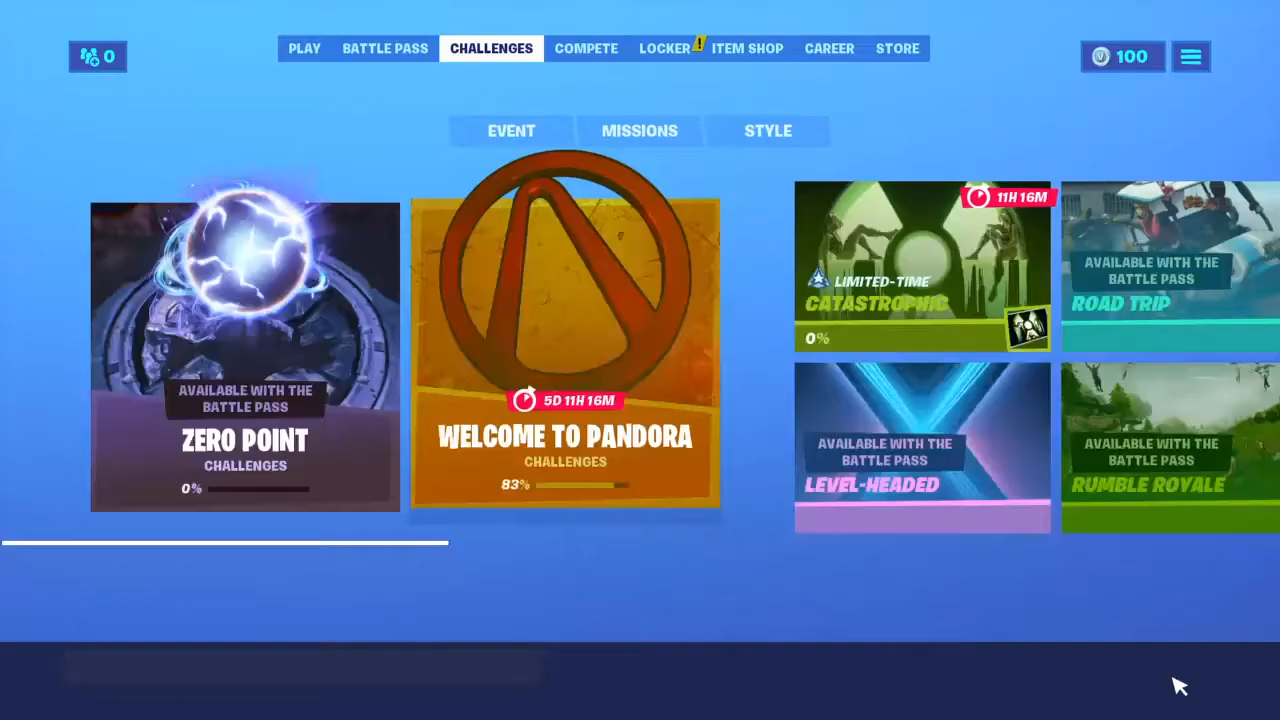 0
PLAY
BATTLE PASS
CHALLENGES
COMPETE
LOCKER
!
ITEM SHOP
CAREER
STORE
V 100
EVENT
MISSIONS
STYLE
AVAILABLE WITH THE
BATTLE PASS
ZERO POINT
CHALLENGES
0%
5D 11H 16M
WELCOME TO PANDORA
CHALLENGES
83%
11H 16M
LIMITED-TIME
CATASTROPHIC
0%
AVAILABLE WITH THE
BATTLE PASS
ROAD TRIP
AVAILABLE WITH THE
BATTLE PASS
LEVEL-HEADED
AVAILABLE WITH THE
BATTLE PASS
RUMBLE ROYALE